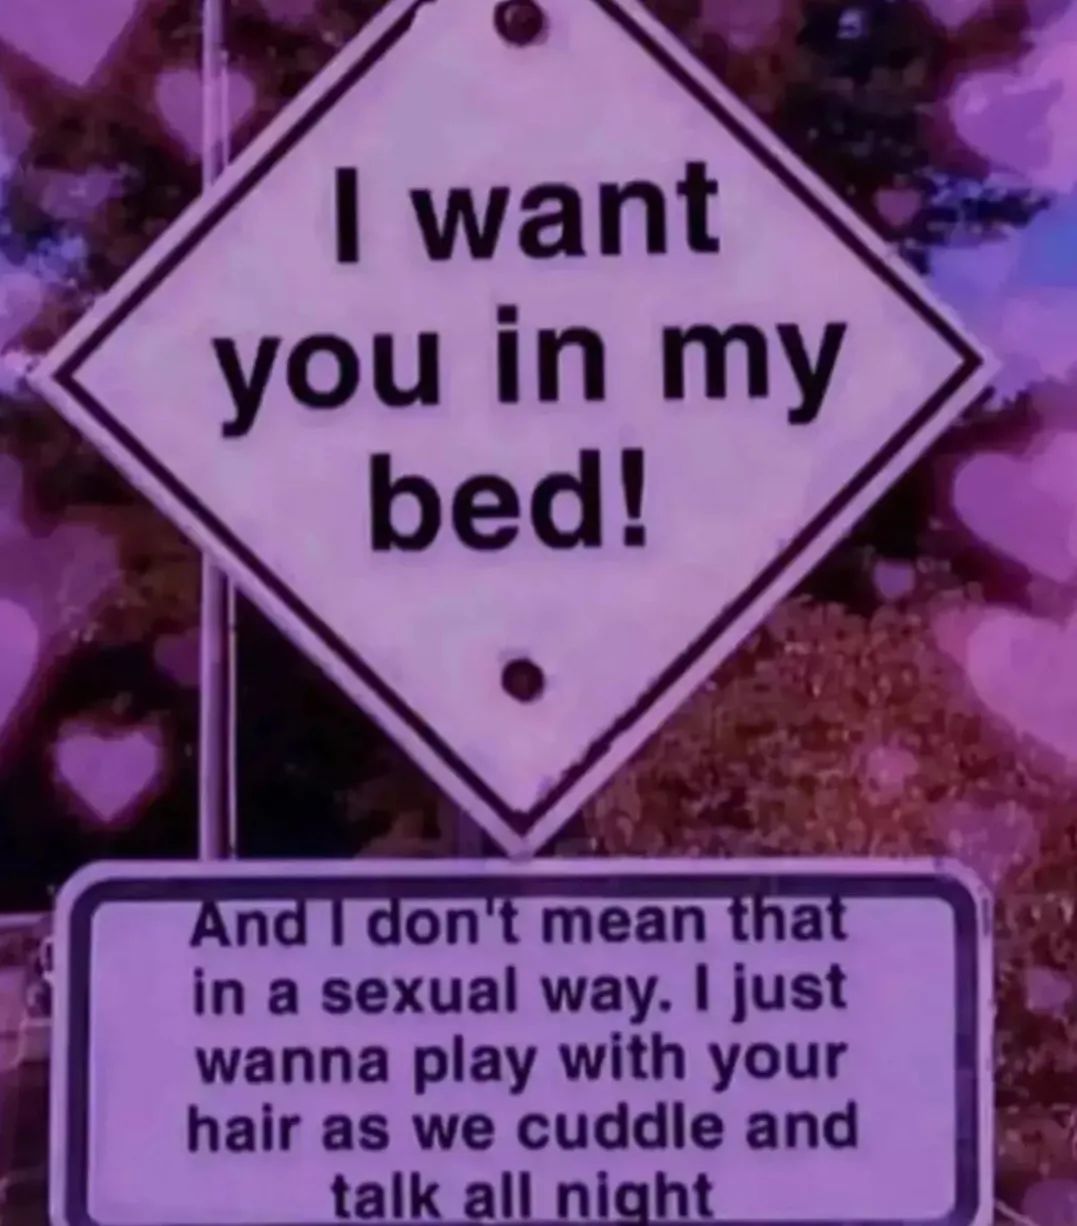 I want
you in my
bed!
And I don't mean that
in a sexual way. I just
wanna play with your
hair as we cuddle and
talk all night